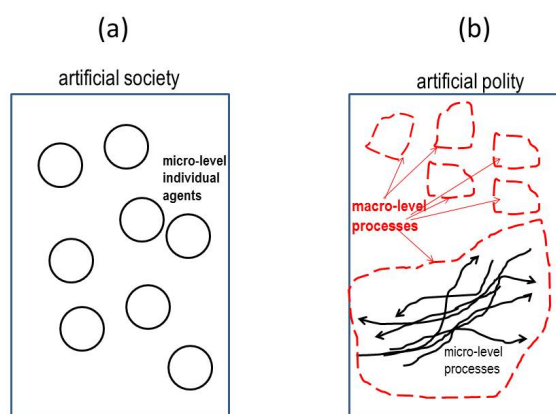 (a)
artificial society
micro-level
individual
agents
(b)
artificial polity
macro-level
processes
micro-level
processes